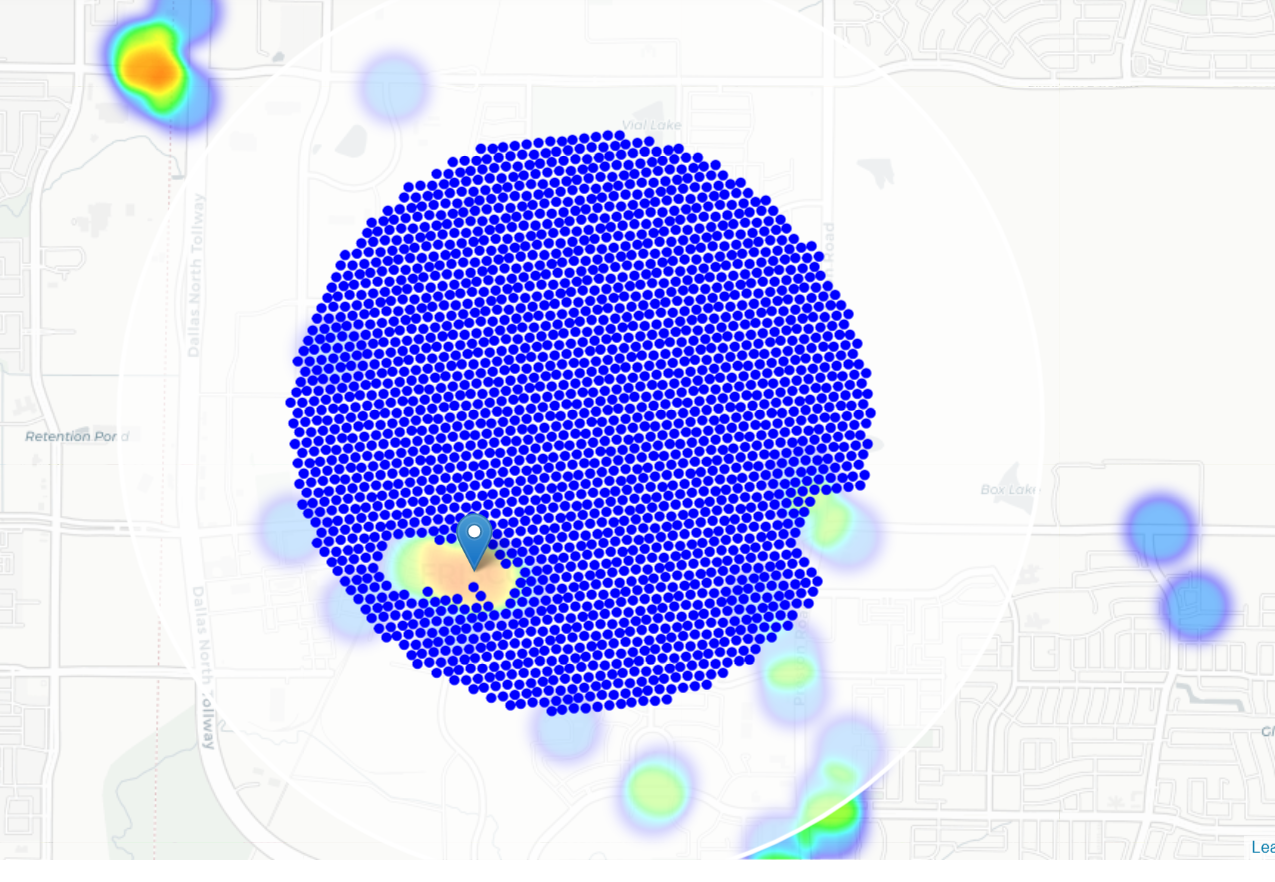 Vial Lake
Dallas North Tollway
Road
Retention Pond
Box Lake
Dallas North Tollway
Lea